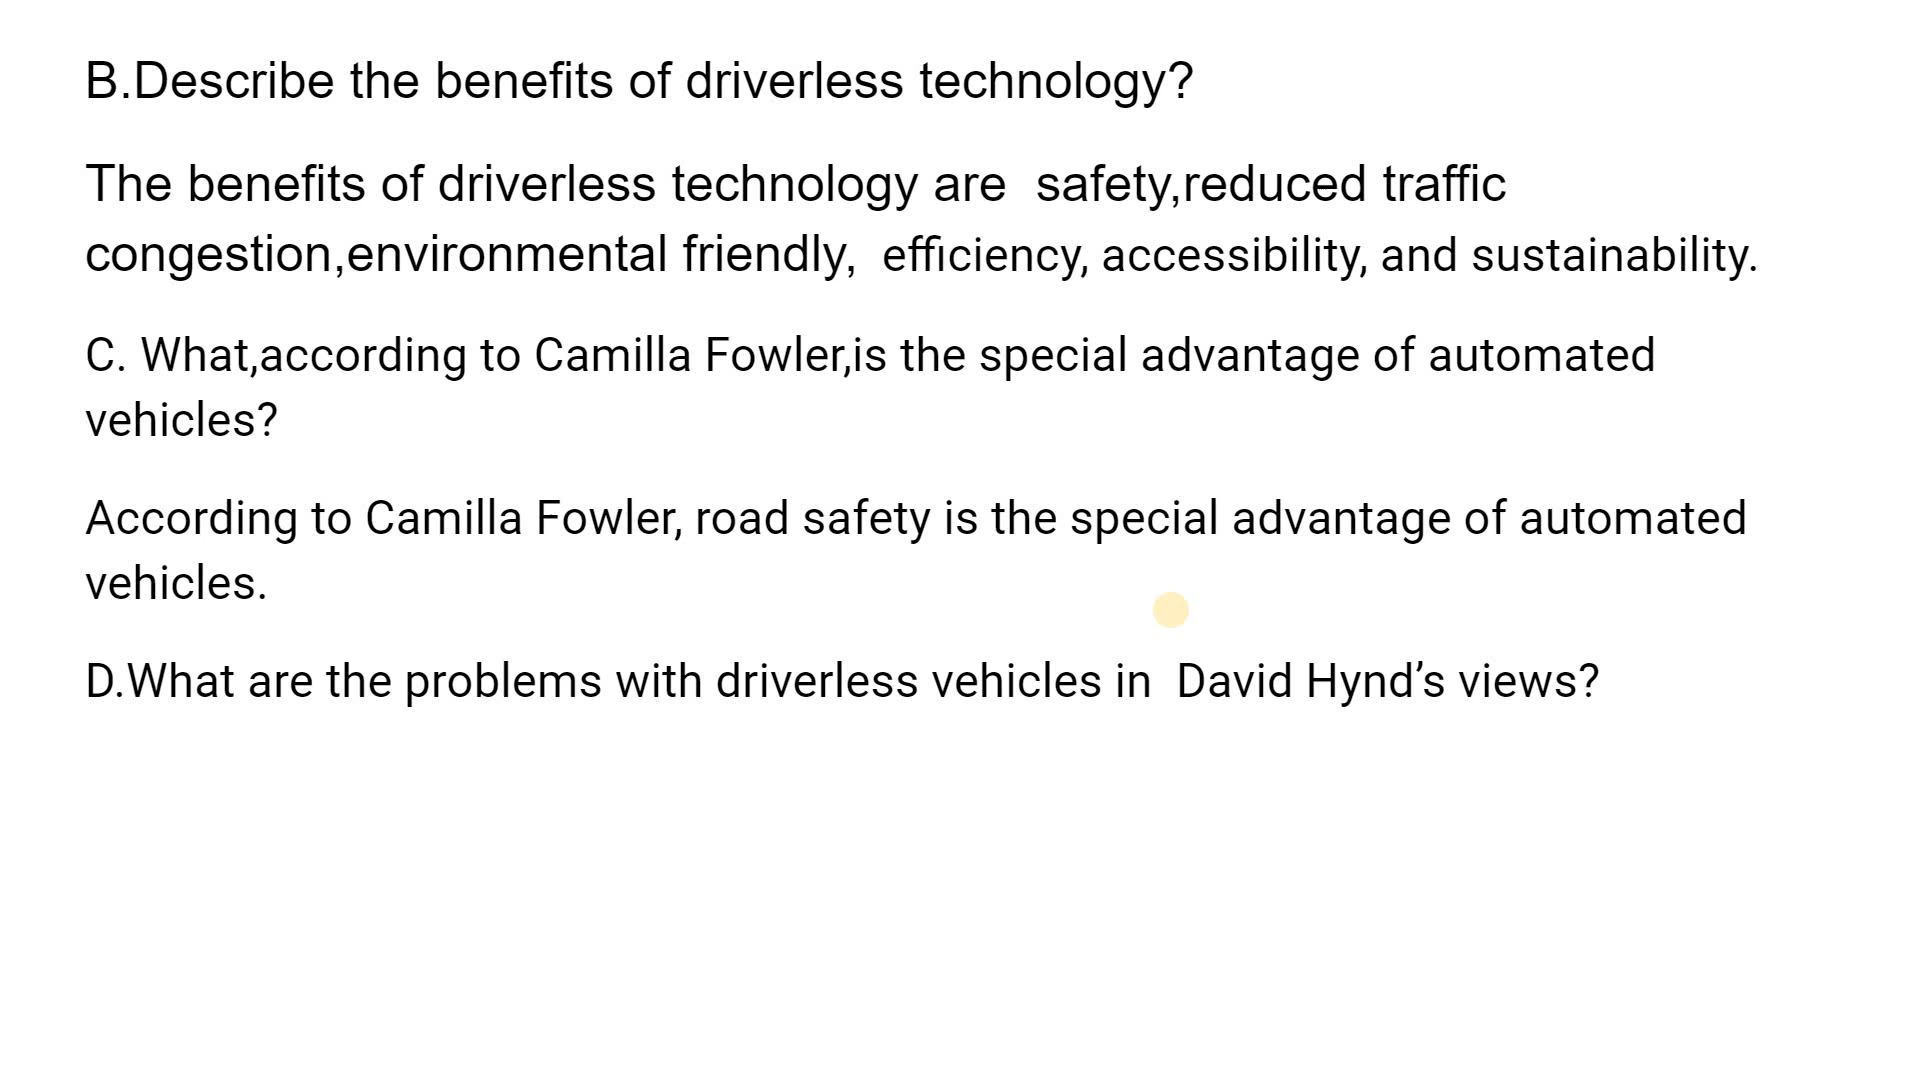 B.Describe the benefits of driverless technology?
The benefits of driverless technology are  safety,reduced traffic
congestion,environmental friendly,  efficiency, accessibility, and sustainability.
C. What,according to Camilla Fowler,is the special advantage of automated
vehicles?
According to Camilla Fowler, road safety is the special advantage of automated
vehicles.
D.What are the problems with driverless vehicles in  David Hynd’s views?